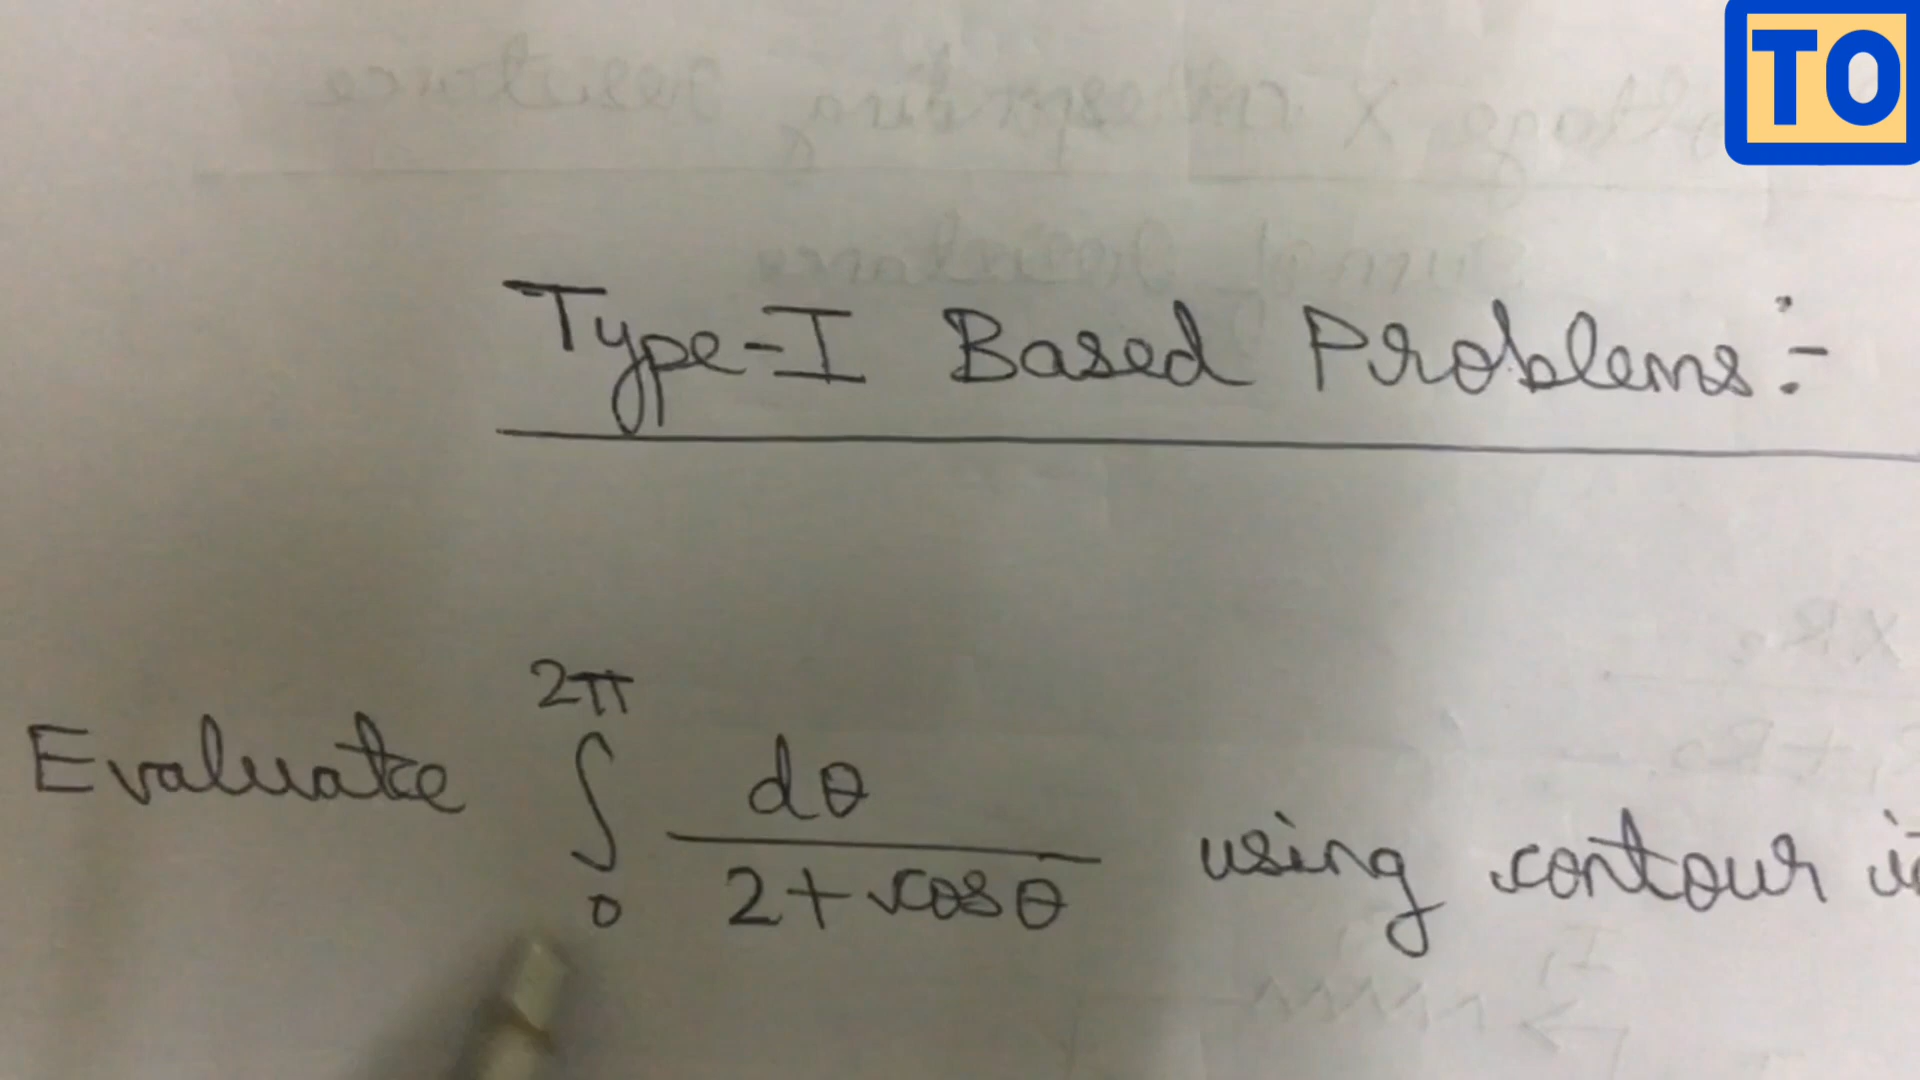 TO
Type-I Based Problems:-
Evaluate ∫₀^2π dθ / 2+cosθ using contour